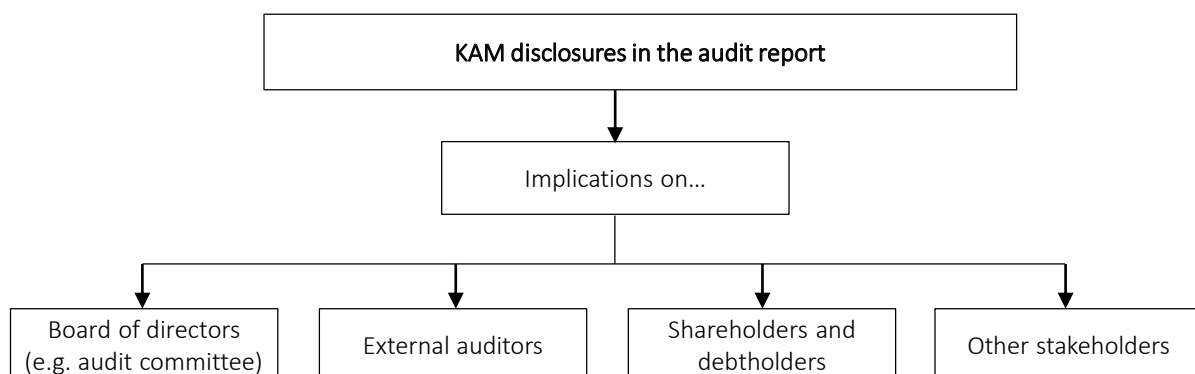 KAM disclosures in the audit report
Implications on…
Board of directors
(e.g. audit committee)
External auditors
Shareholders and
debtholders
Other stakeholders